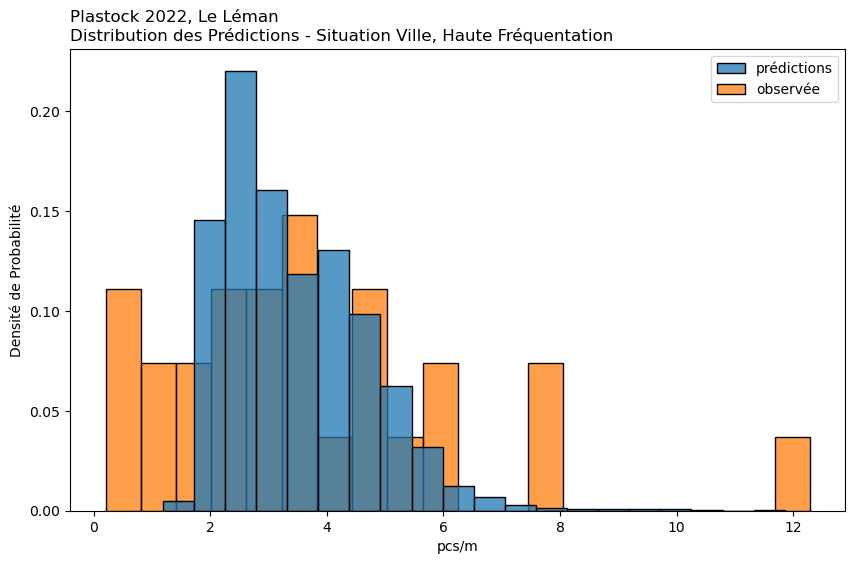 Plastock 2022, Le Léman
Distribution des Prédictions - Situation Ville, Haute Fréquentation
prédictions
observée
Densité de Probabilité
0.20
0.15
0.10
0.05
0.00
0 2 4 6 8 10 12
pcs/m